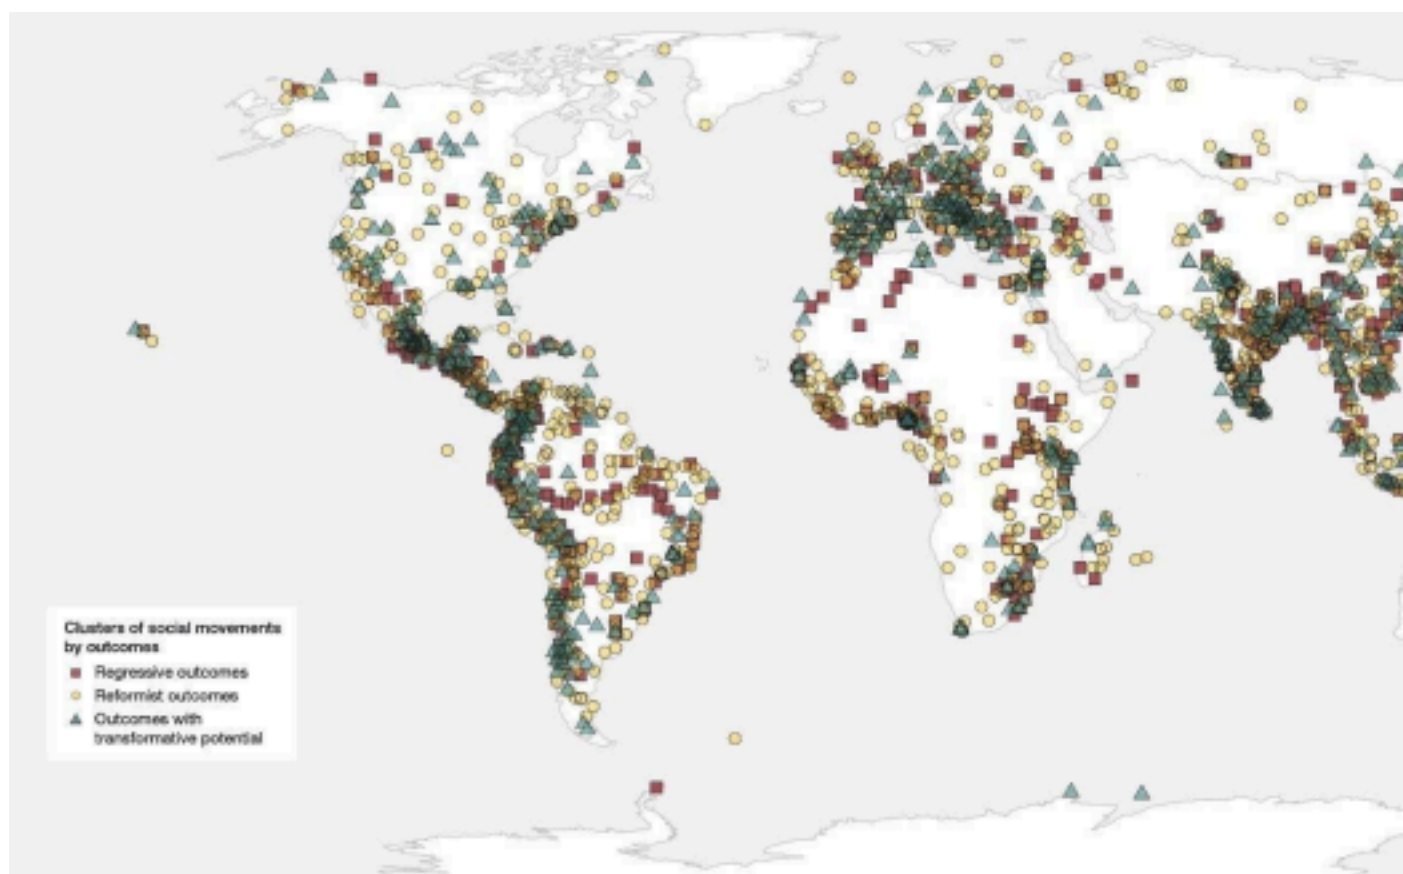 Clusters of social movements
by outcomes
Regressive outcomes
Reformist outcomes
Outcomes with
transformative potential